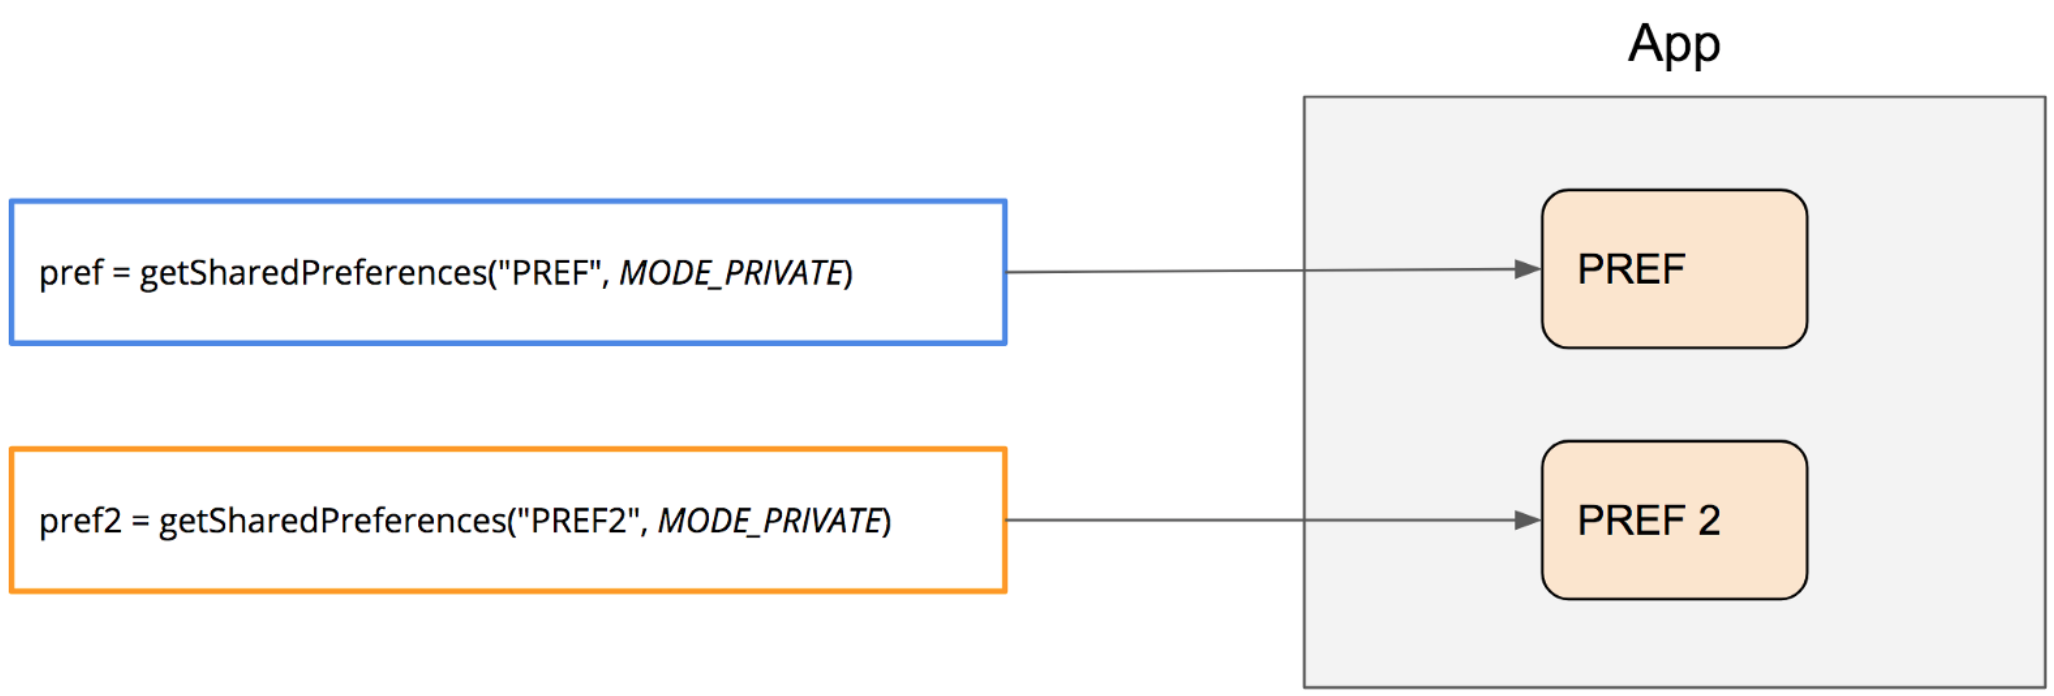 App
pref = getSharedPreferences("PREF", MODE_PRIVATE)
PREF
pref2 = getSharedPreferences("PREF2", MODE_PRIVATE)
PREF 2